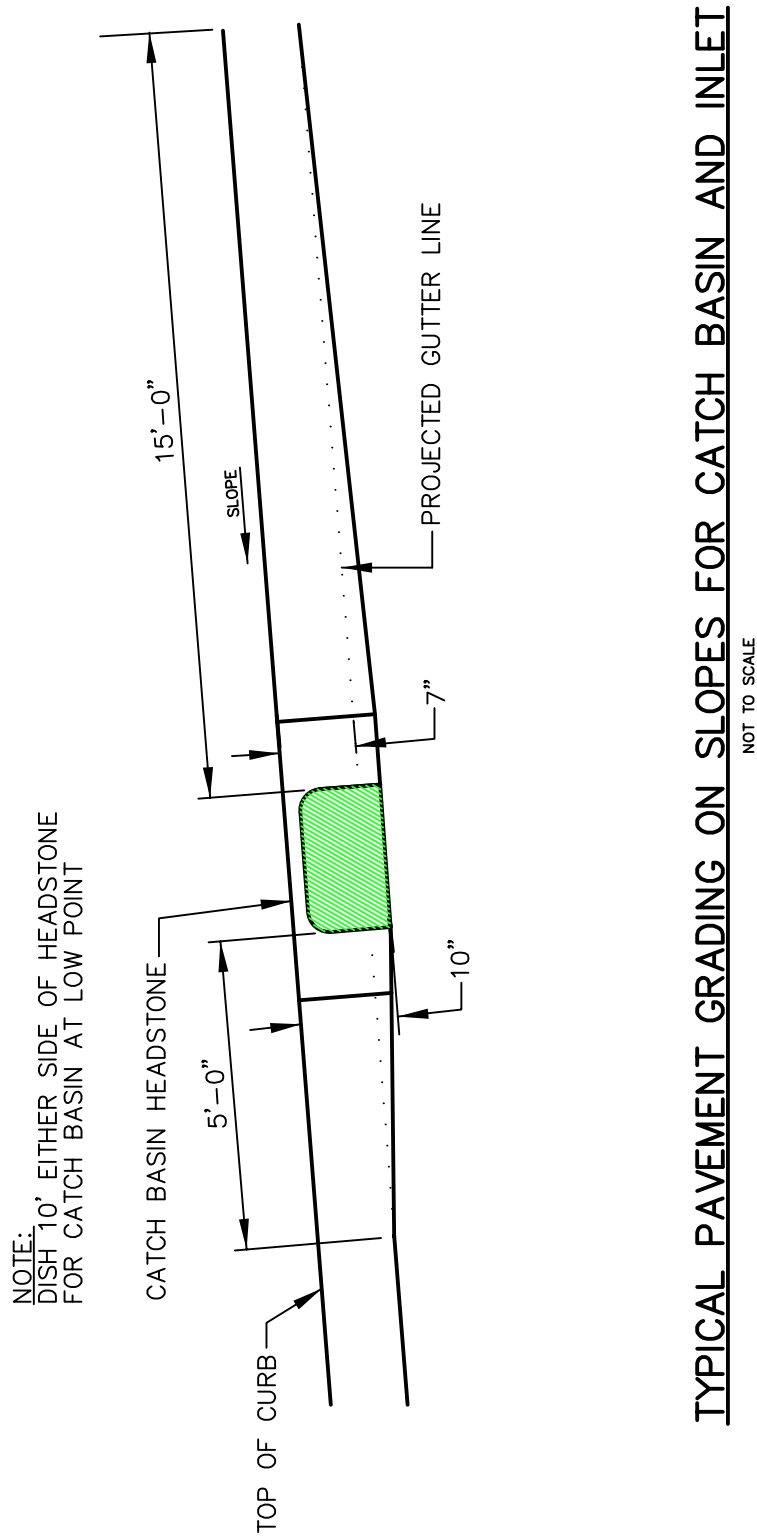 NOTE:
DISH 10' EITHER SIDE OF HEADSTONE
FOR CATCH BASIN AT LOW POINT
15'-0"
SLOPE
CATCH BASIN HEADSTONE
5'-0"
7"
PROJECTED GUTTER LINE
10"
TOP OF CURB
TYPICAL PAVEMENT GRADING ON SLOPES FOR CATCH BASIN AND INLET
NOT TO SCALE